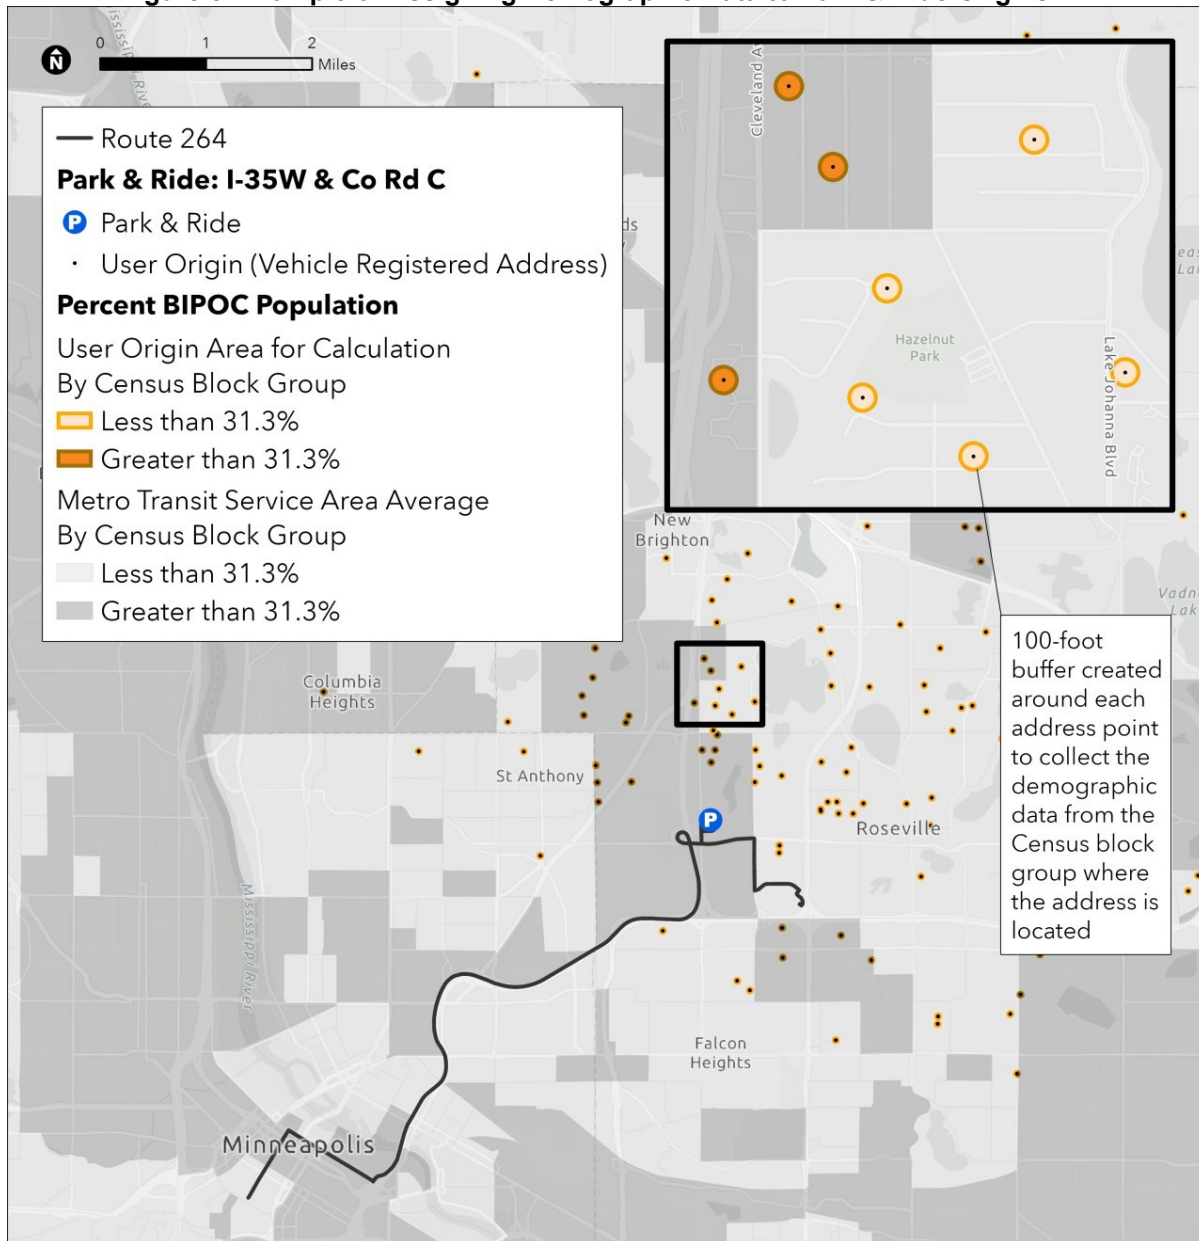 0 1 2
Miles
N
Mississippi River
Route 264
Park & Ride: I-35W & Co Rd C
P Park & Ride
User Origin (Vehicle Registered Address)
Percent BIPOC Population
User Origin Area for Calculation
By Census Block Group
Less than 31.3%
Greater than 31.3%
Metro Transit Service Area Average
By Census Block Group
Less than 31.3%
Greater than 31.3%
Hazelnut
Park
Lake Johanna Blvd
New
Brighton
100-foot
buffer created
around each
address point
to collect the
demographic
data from the
Census block
group where
the address is
located
Columbia
Heights
St Anthony
P
Roseville
Mississippi River
Falcon
Heights
Minneapolis